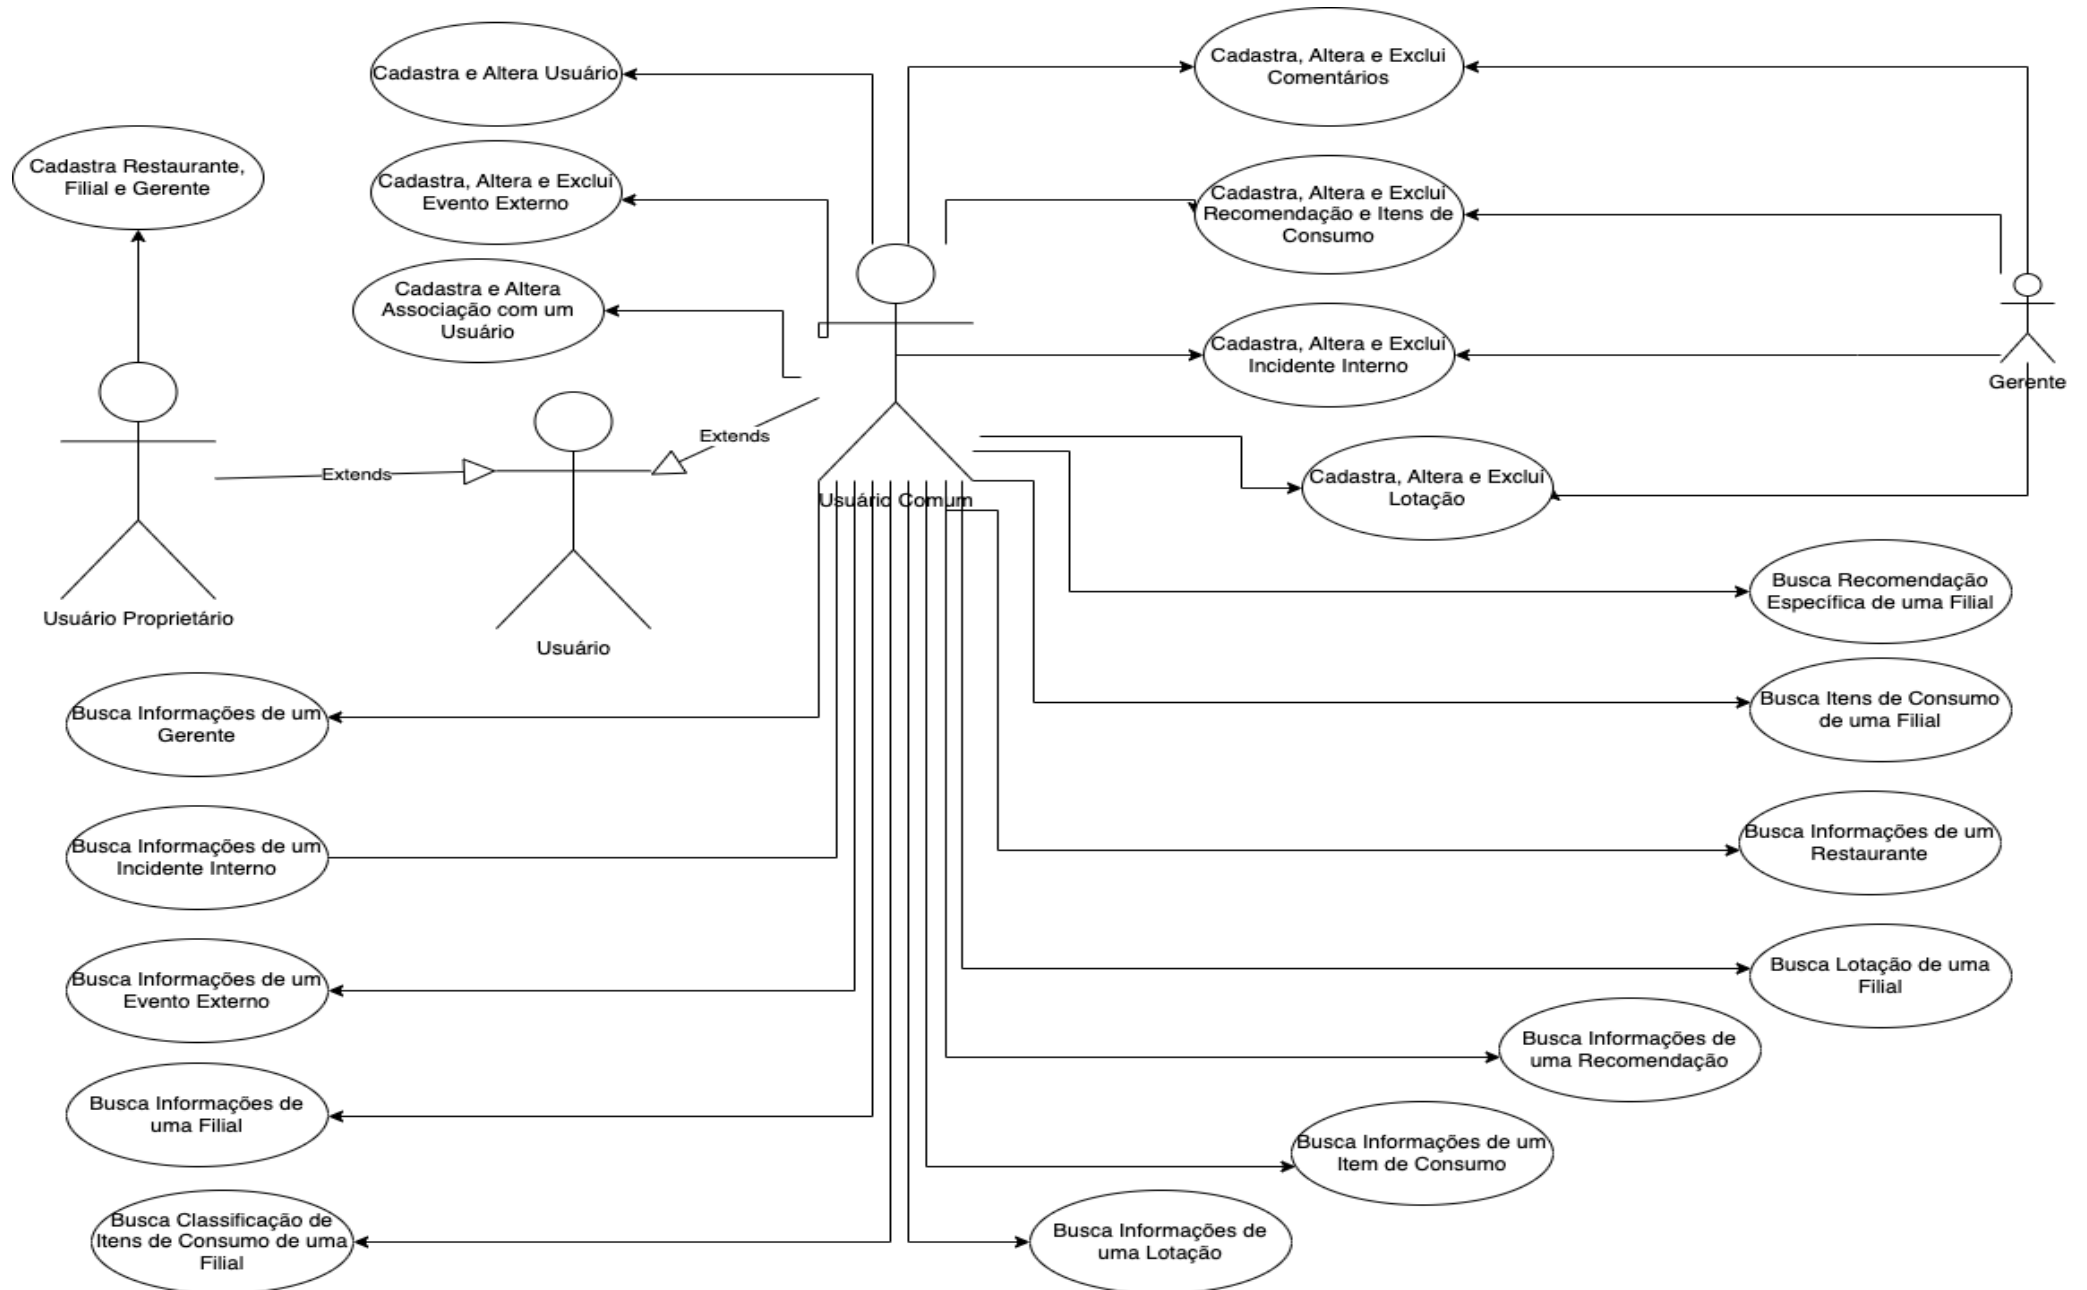 Cadastra e Altera Usuário
Cadastra, Altera e Exclui
Comentários
Cadastra Restaurante,
Filial e Gerente
Cadastra, Altera e Exclui
Evento Externo
Cadastra, Altera e Exclui
Recomendação e Itens de
Consumo
Cadastra e Altera
Associação com um
Usuário
Cadastra, Altera e Exclui
Incidente Interno
Gerente
Extends
Extends
Cadastra, Altera e Exclui
Lotação
Usuário Comum
Usuário Proprietário
Usuário
Busca Recomendação
Específica de uma Filial
Busca Informações de um
Gerente
Busca Itens de Consumo
de uma Filial
Busca Informações de um
Incidente Interno
Busca Informações de um
Restaurante
Busca Informações de um
Evento Externo
Busca Lotação de uma
Filial
Busca Informações de
uma Recomendação
Busca Informações de
uma Filial
Busca Informações de um
Item de Consumo
Busca Classificação de
Itens de Consumo de uma
Filial
Busca Informações de
uma Lotação